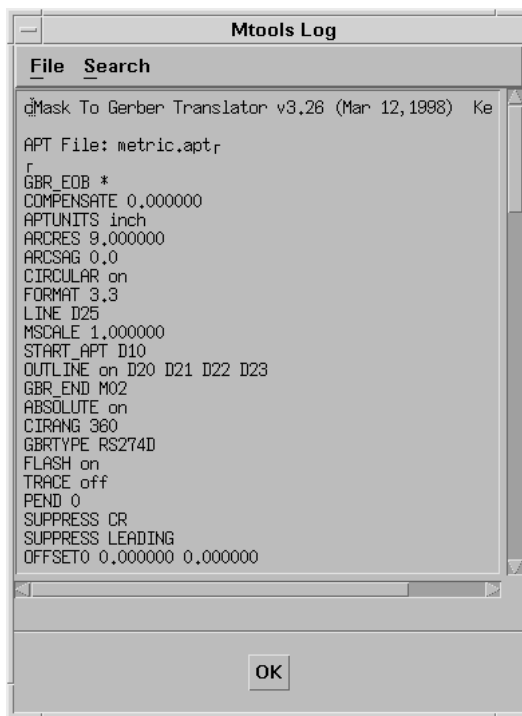 Mtools Log
File Search
qMask To Gerber Translator v3.26 (Mar 12,1998) Ke
APT File: metric.apt
GBR_EOB *
COMPENSATE 0.000000
APTUNITS inch
ARCRES 9.000000
ARCSAG 0.0
CIRCULAR on
FORMAT 3.3
LINE D25
MSCALE 1.000000
START_APT D10
OUTLINE on D20 D21 D22 D23
GBR_END M02
ABSOLUTE on
CIRANG 360
GBRTYPE RS274D
FLASH on
TRACE off
PEND 0
SUPPRESS CR
SUPPRESS LEADING
OFFSETO 0.000000 0.000000
OK